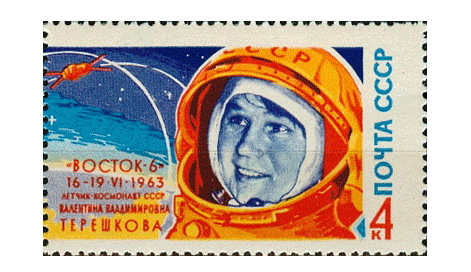 СССР
«ВОСТОК-6»
16-19·VI·1963
ЛЕТЧИК-КОСМОНАВТ СССР
ВАЛЕНТИНА ВЛАДИМИРОВНА
ТЕРЕШКОВА
ПОЧТА СССР
4
К